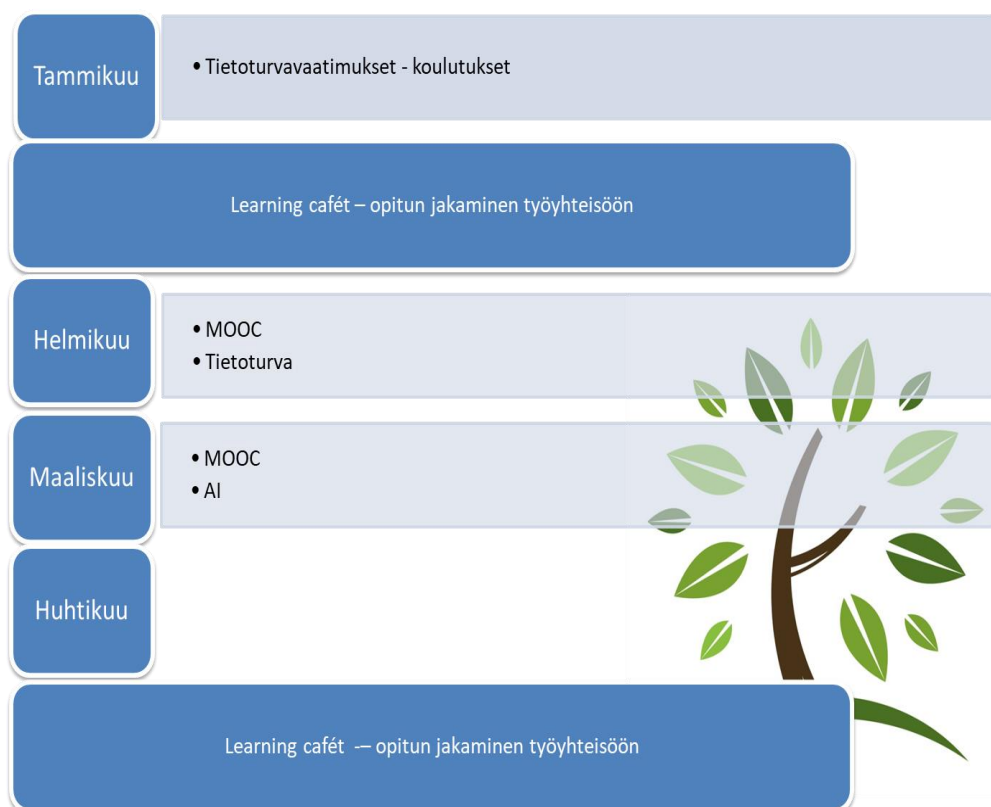 Tammikuu
• Tietoturvavaatimukset - koulutukset
Learning cafét – opitun jakaminen työyhteisöön
Helmikuu
• MOOC
• Tietoturva
Maaliskuu
• MOOC
• AI
Huhtikuu
Learning cafét -– opitun jakaminen työyhteisöön